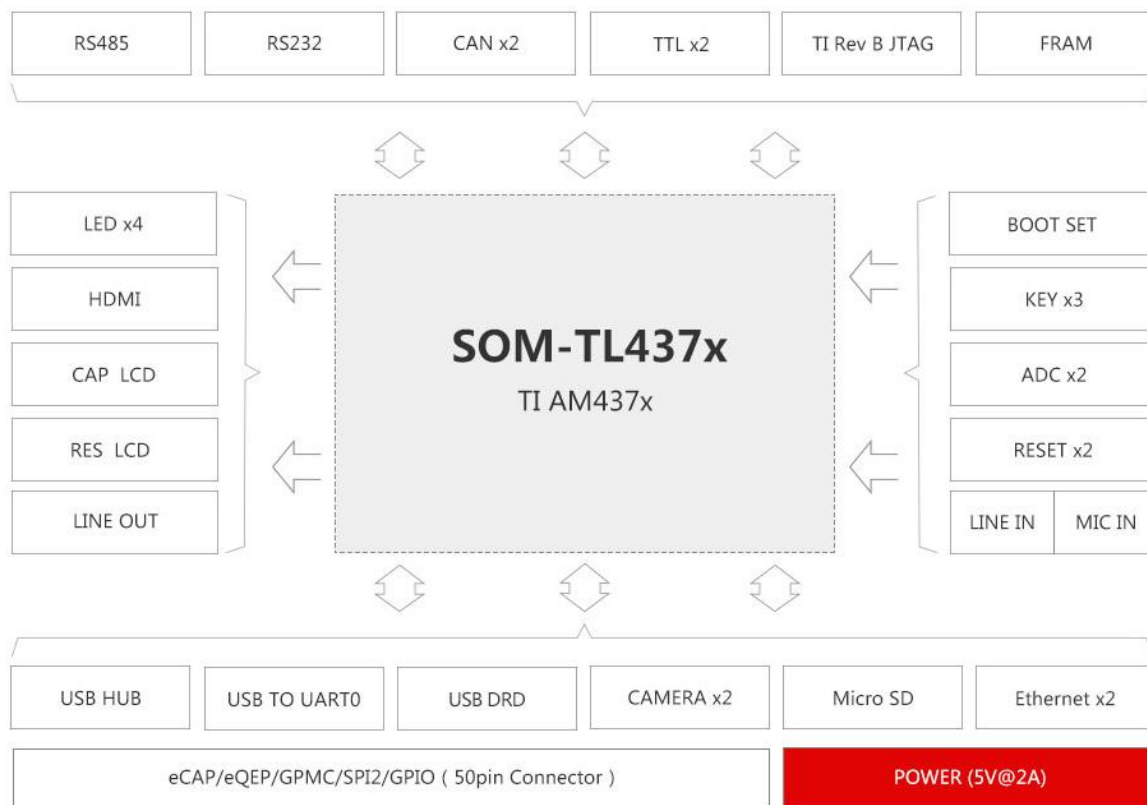 RS485
RS232
CAN x2
TTL x2
TI Rev B JTAG
FRAM
LED x4
HDMI
CAP LCD
RES LCD
LINE OUT
SOM-TL437x
TI AM437x
BOOT SET
KEY x3
ADC x2
RESET x2
LINE IN
MIC IN
USB HUB
USB TO UART0
USB DRD
CAMERA x2
Micro SD
Ethernet x2
eCAP/eQEP/GPMC/SPI2/GPIO ( 50pin Connector )
POWER (5V@2A)